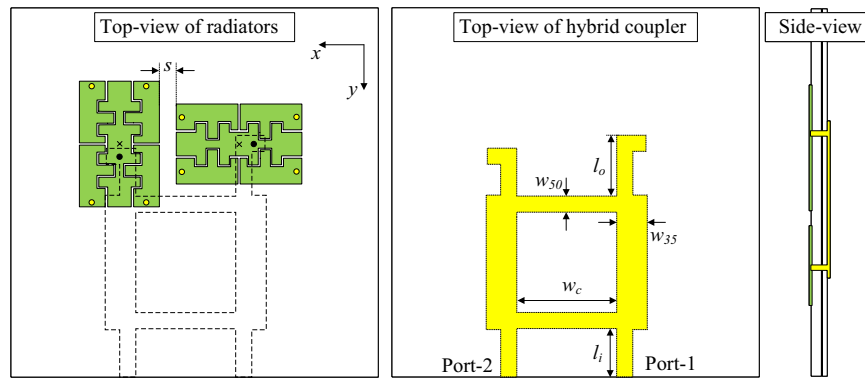 Top-view of radiators
Top-view of hybrid coupler
Side-view
s
x
y
l_o
w_50
w_35
w_c
l_i
Port-2
Port-1